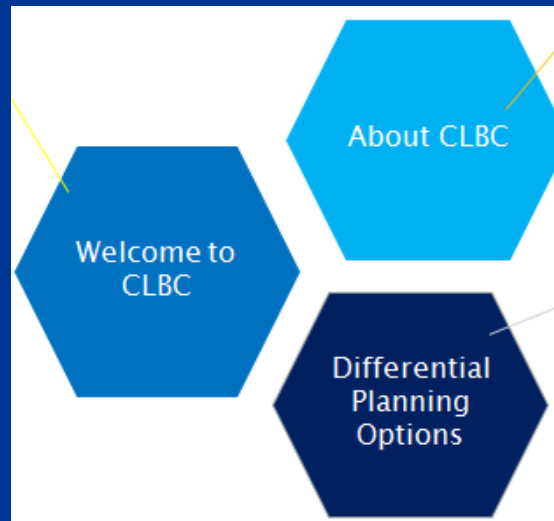 About CLBC
Welcome to
CLBC
Differential
Planning
Options